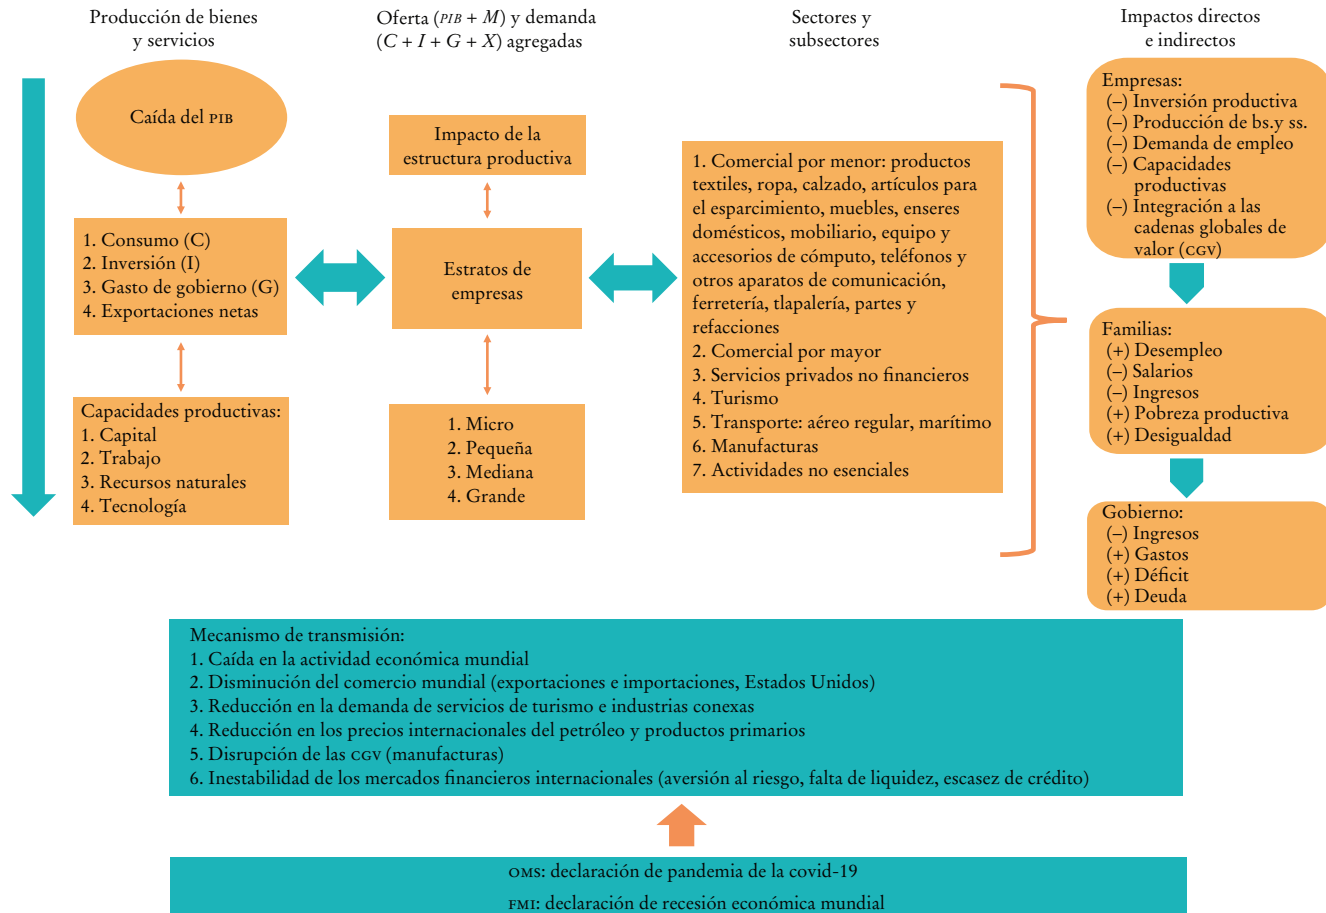 Producción de bienes
y servicios
Oferta (PIB + M) y demanda
(C + I + G + X) agregadas
Sectores y
subsectores
Impactos directos
e indirectos
Caída del PIB
1. Consumo (C)
2. Inversión (I)
3. Gasto de gobierno (G)
4. Exportaciones netas
Capacidades productivas:
1. Capital
2. Trabajo
3. Recursos naturales
4. Tecnología
Impacto de la
estructura productiva
Estratos de
empresas
1. Micro
2. Pequeña
3. Mediana
4. Grande
1. Comercial por menor: productos
textiles, ropa, calzado, artículos para
el esparcimiento, muebles, enseres
domésticos, mobiliario, equipo y
accesorios de cómputo, teléfonos y
otros aparatos de comunicación,
ferretería, tlapalería, partes y
refacciones
2. Comercial por mayor
3. Servicios privados no financieros
4. Turismo
5. Transporte: aéreo regular, marítimo
6. Manufacturas
7. Actividades no esenciales
Empresas:
(–) Inversión productiva
(–) Producción de bs.y ss.
(–) Demanda de empleo
(–) Capacidades
productivas
(–) Integración a las
cadenas globales de
valor (CGV)
Familias:
(+) Desempleo
(–) Salarios
(–) Ingresos
(+) Pobreza productiva
(+) Desigualdad
Gobierno:
(–) Ingresos
(+) Gastos
(+) Déficit
(+) Deuda
Mecanismo de transmisión:
1. Caída en la actividad económica mundial
2. Disminución del comercio mundial (exportaciones e importaciones, Estados Unidos)
3. Reducción en la demanda de servicios de turismo e industrias conexas
4. Reducción en los precios internacionales del petróleo y productos primarios
5. Disrupción de las CGV (manufacturas)
6. Inestabilidad de los mercados financieros internacionales (aversión al riesgo, falta de liquidez, escasez de crédito)
OMS: declaración de pandemia de la covid-19
FMI: declaración de recesión económica mundial